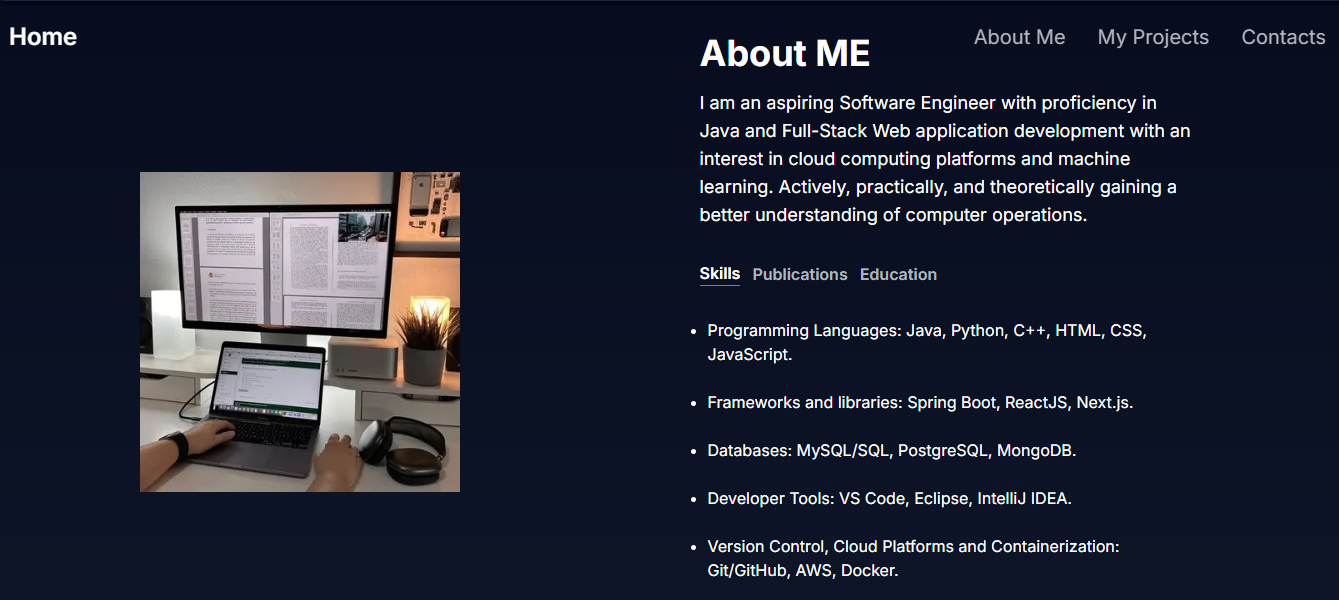 Home
About Me
My Projects
Contacts
About ME
I am an aspiring Software Engineer with proficiency in
Java and Full-Stack Web application development with an
interest in cloud computing platforms and machine
learning. Actively, practically, and theoretically gaining a
better understanding of computer operations.
Skills Publications Education
Programming Languages: Java, Python, C++, HTML, CSS,
JavaScript.
Frameworks and libraries: Spring Boot, ReactJS, Next.js.
Databases: MySQL/SQL, PostgreSQL, MongoDB.
Developer Tools: VS Code, Eclipse, IntelliJ IDEA.
Version Control, Cloud Platforms and Containerization:
Git/GitHub, AWS, Docker.